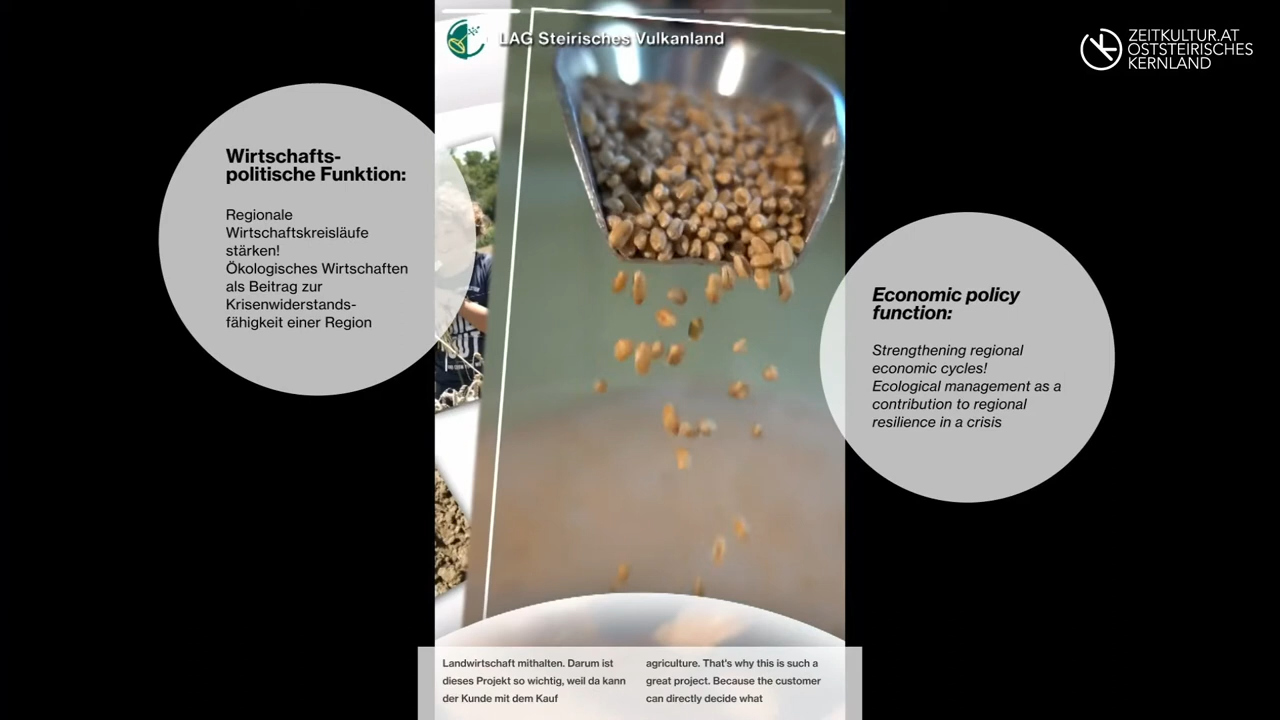 LAG Steirisches Vulkanland
ZEITKULTUR.AT
OSTSTEIRISCHES
KERNLAND
Wirtschafts-
politische Funktion:
Regionale
Wirtschaftskreisläufe
stärken!
Ökologisches Wirtschaften
als Beitrag zur
Krisenwiderstands-
fähigkeit einer Region
Economic policy
function:
Strengthening regional
economic cycles!
Ecological management as a
contribution to regional
resilience in a crisis
Landwirtschaft mithalten. Darum ist
dieses Projekt so wichtig, weil da kann
der Kunde mit dem Kauf
agriculture. That's why this is such a
great project. Because the customer
can directly decide what